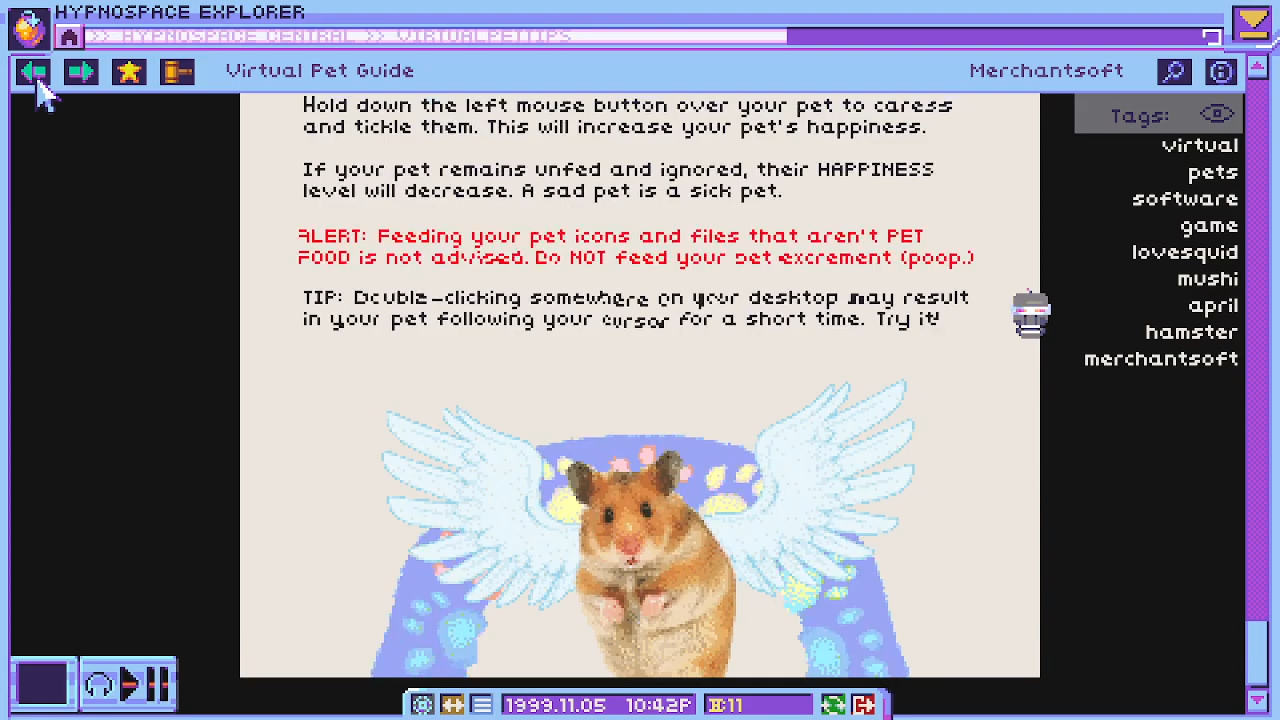 HYPNOSPACE EXPLORER
>> HYPNOSPACE CENTRAL >> VIRTUALPETTIPS
Virtual Pet Guide
Merchantsoft
Hold down the left mouse button over your pet to caress
and tickle them. This will increase your pet's happiness.
If your pet remains unfed and ignored, their HAPPINESS
level will decrease. A sad pet is a sick pet.
ALERT: Feeding your pet icons and files that aren't PET
FOOD is not advised. Do NOT feed your pet excrement (poop.)
TIP: Double-clicking somewhere on your desktop may result
in your pet following your cursor for a short time. Try it!
Tags:
virtual
pets
software
game
lovesquid
mushi
april
hamster
merchantsoft
1999.11.05 10:42P
11